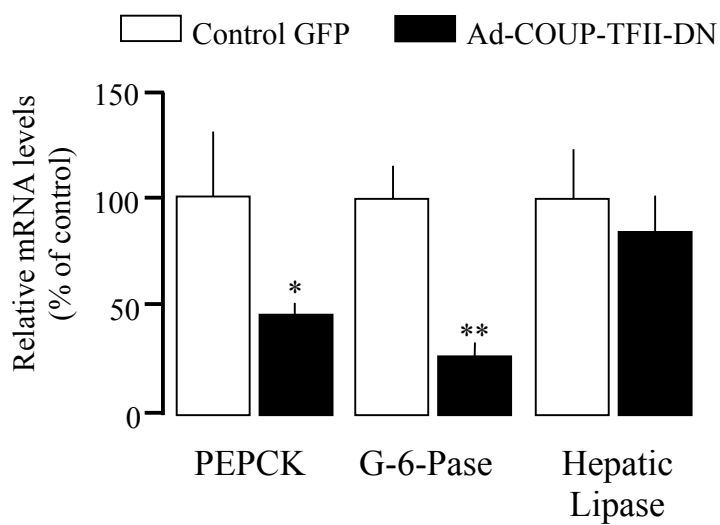 Control GFP Ad-COUP-TFII-DN
Relative mRNA levels
(% of control)
150
100
50
0
*
**
PEPCK G-6-Pase Hepatic
Lipase